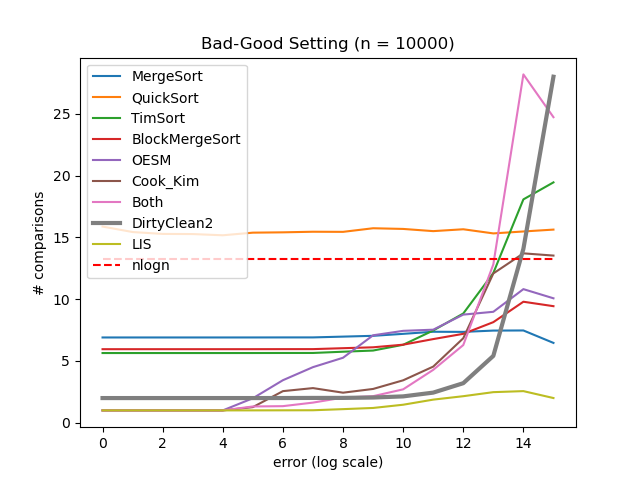 Bad-Good Setting (n = 10000)
MergeSort
QuickSort
TimSort
BlockMergeSort
OESM
Cook_Kim
Both
DirtyClean2
LIS
nlogn
# comparisons
25
20
15
10
5
0
0 2 4 6 8 10 12 14
error (log scale)